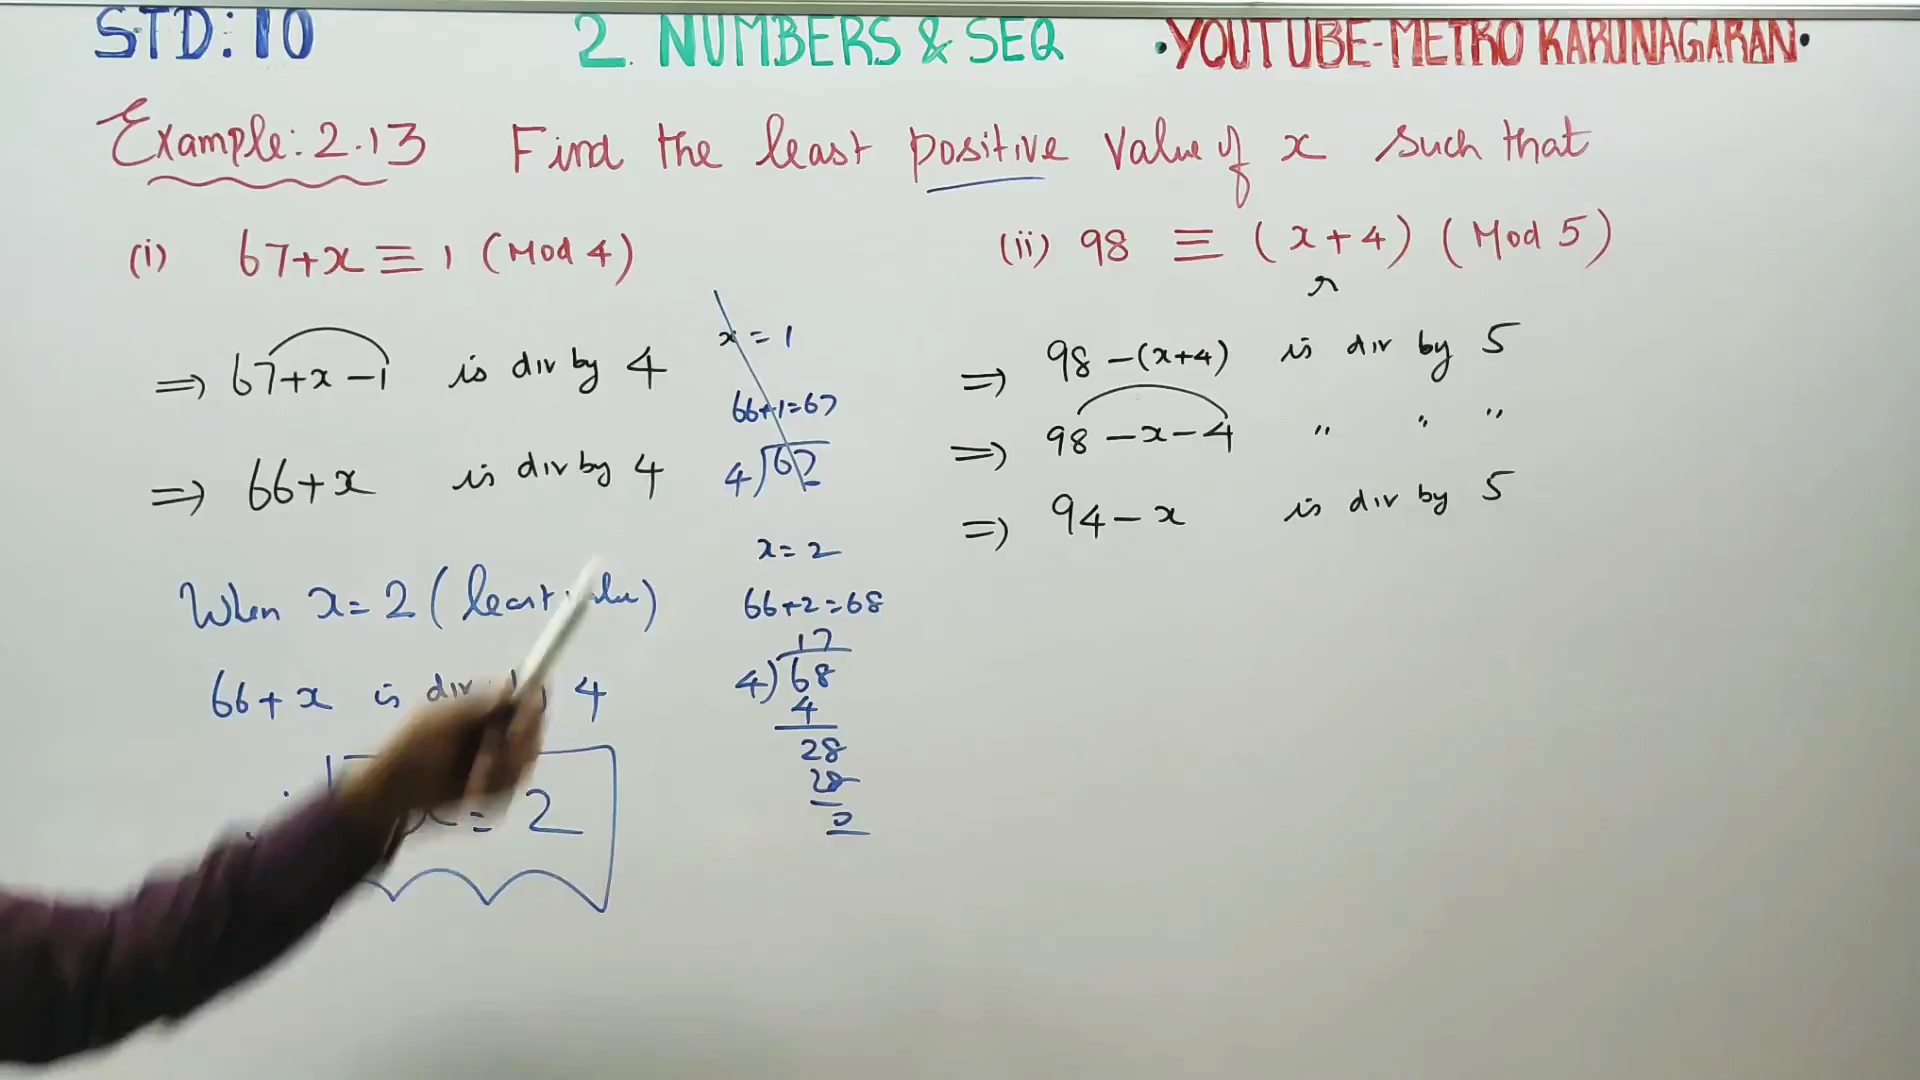 STD: 10 2. NUMBERS & SEQ •YOUTUBE-METRO KARUNAGARAN•
Example: 2.13 Find the least positive value of x such that
(i) 67+x ≡ 1 (Mod 4)
⇒ 67+x-1 is div by 4
⇒ 66+x is div by 4
When x=2 (least
66+x is div 4
= 2
x = 1
66+1=67
4)67
x=2
66+2=68
17
4)68
4
28
28
0
(ii) 98 ≡ (x+4) (Mod 5)
⇒ 98 -(x+4) is div by 5
⇒ 98 -x-4 " " "
⇒ 94-x is div by 5